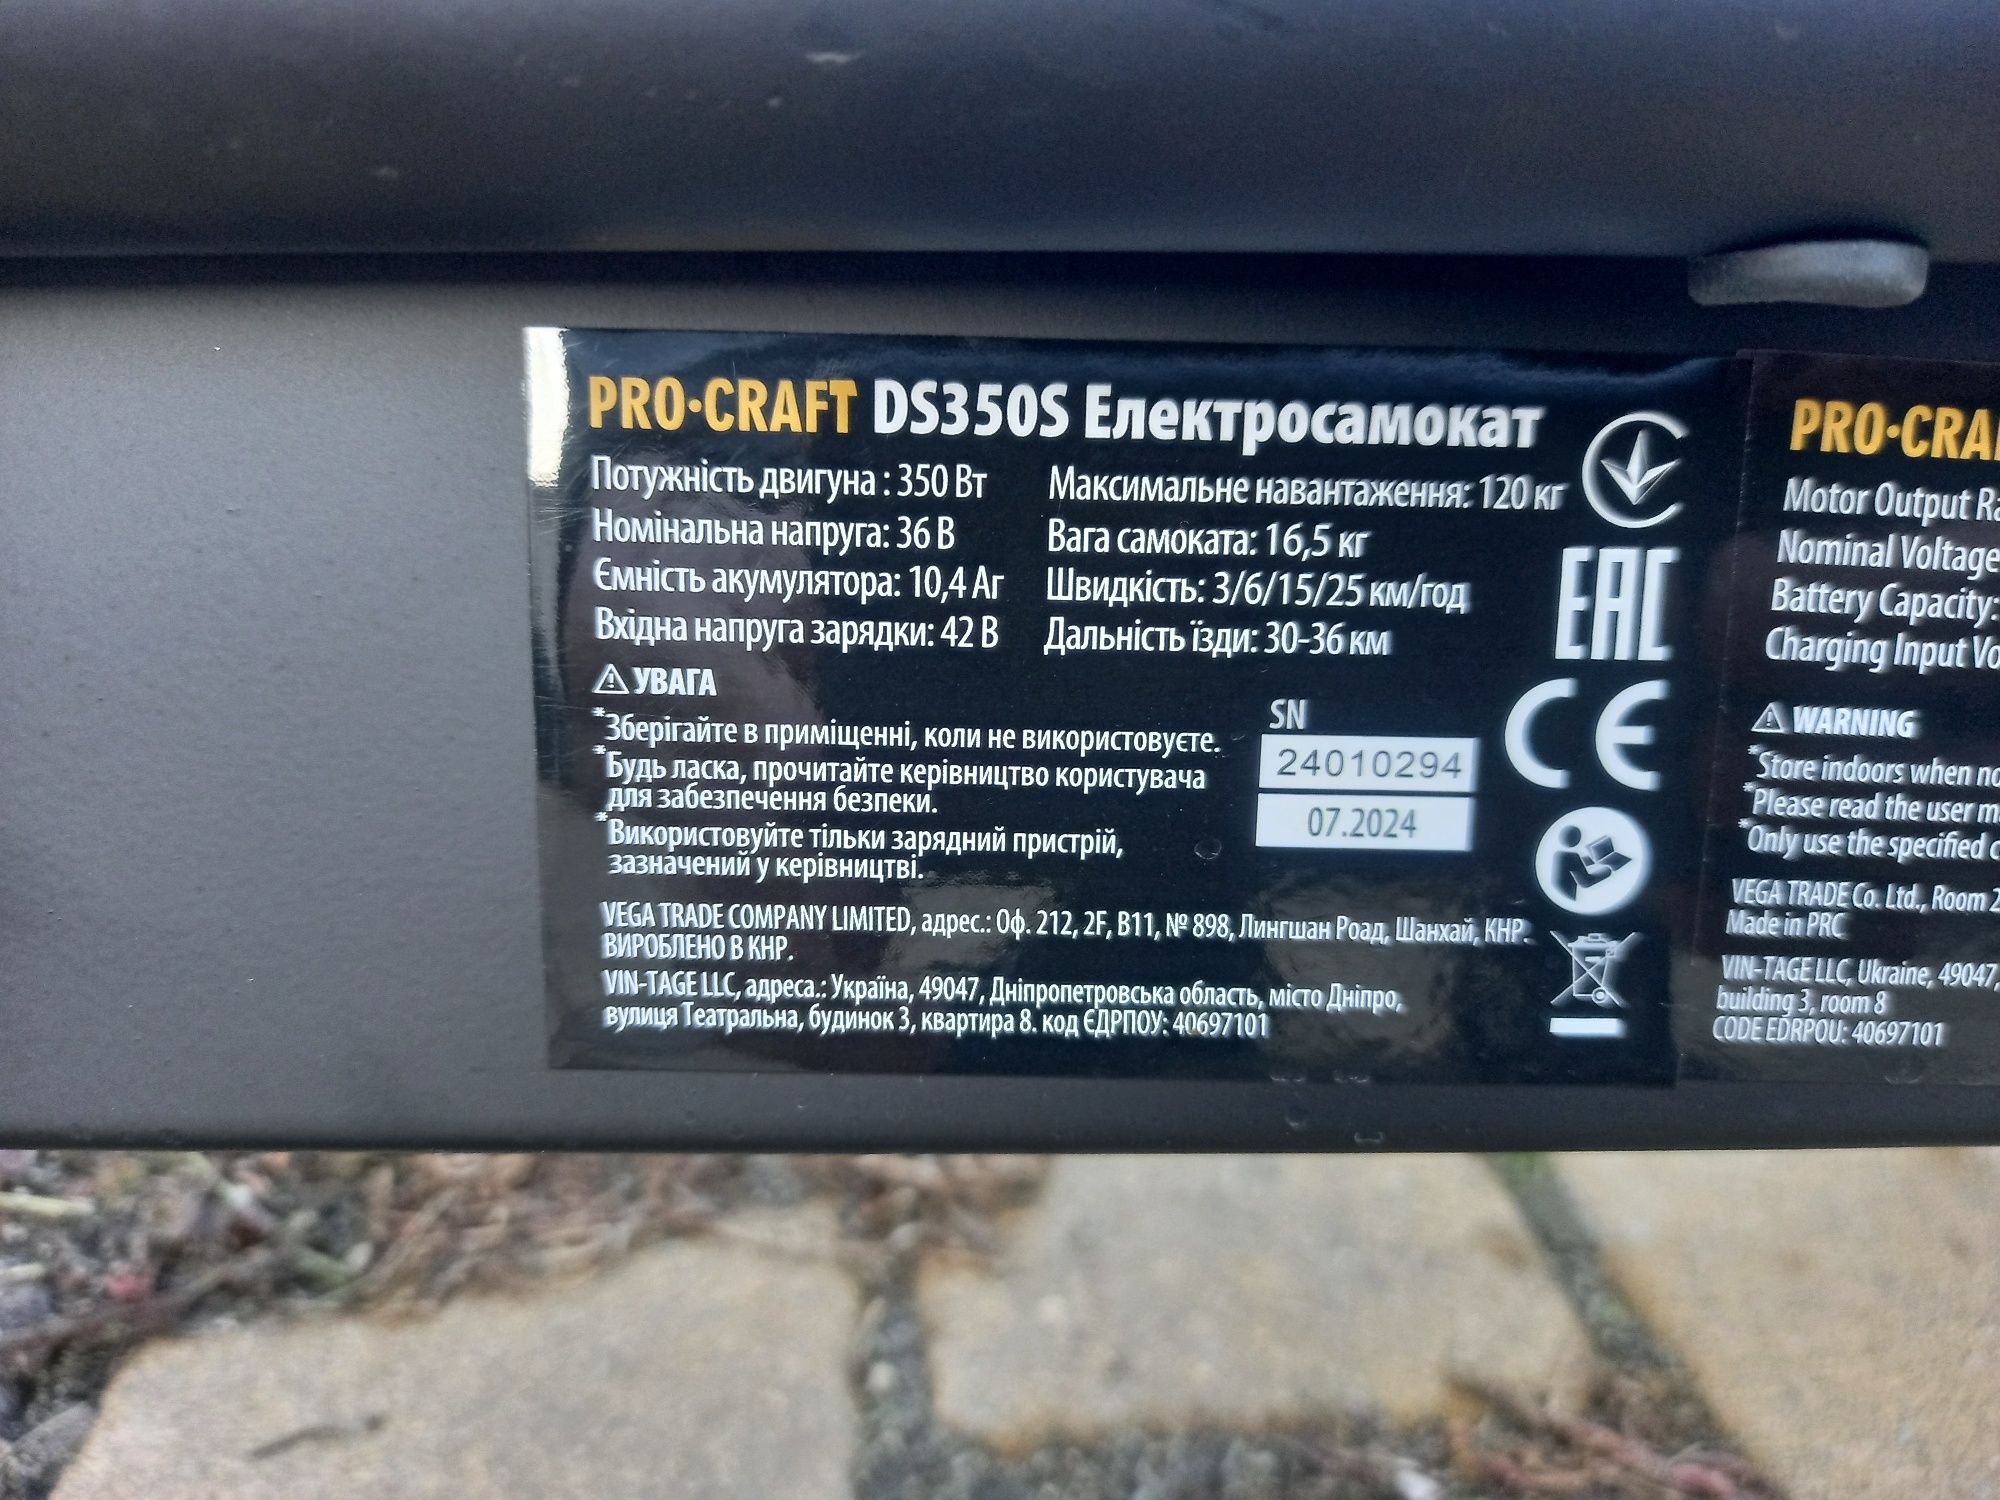 PRO·CRAFT DS350S Електросамокат
Потужність двигуна : 350 Вт
Номінальна напруга: 36 В
Ємність акумулятора: 10,4 Аг
Вхідна напруга зарядки: 42 В
Максимальне навантаження: 120 кг
Вага самоката: 16,5 кг
Швидкість: 3/6/15/25 км/год
Дальність їзди: 30-36 км
УВАГА
*Зберігайте в приміщенні, коли не використовуєте.
*Будь ласка, прочитайте керівництво користувача
для забезпечення безпеки.
*Використовуйте тільки зарядний пристрій,
зазначений у керівництві.
SN
24010294
07.2024
VEGA TRADE COMPANY LIMITED, адрес.: Оф. 212, 2F, B11, № 898, Лингшан Роад, Шанхай, КНР.
ВИРОБЛЕНО В КНР.
VIN-TAGE LLC, адреса.: Україна, 49047, Дніпропетровська область, місто Дніпро,
вулиця Театральна, будинок 3, квартира 8. код ЄДРПОУ: 40697101
EAC
CE
PRO·CRA
Motor Output Ra
Nominal Voltage
Battery Capacity:
Charging Input Vo
WARNING
*Store indoors when no
*Please read the user m
*Only use the specified c
VEGA TRADE Co. Ltd., Room 2
Made in PRC
VIN-TAGE LLC, Ukraine, 49047,
building 3, room 8
CODE EDRPOU: 40697101